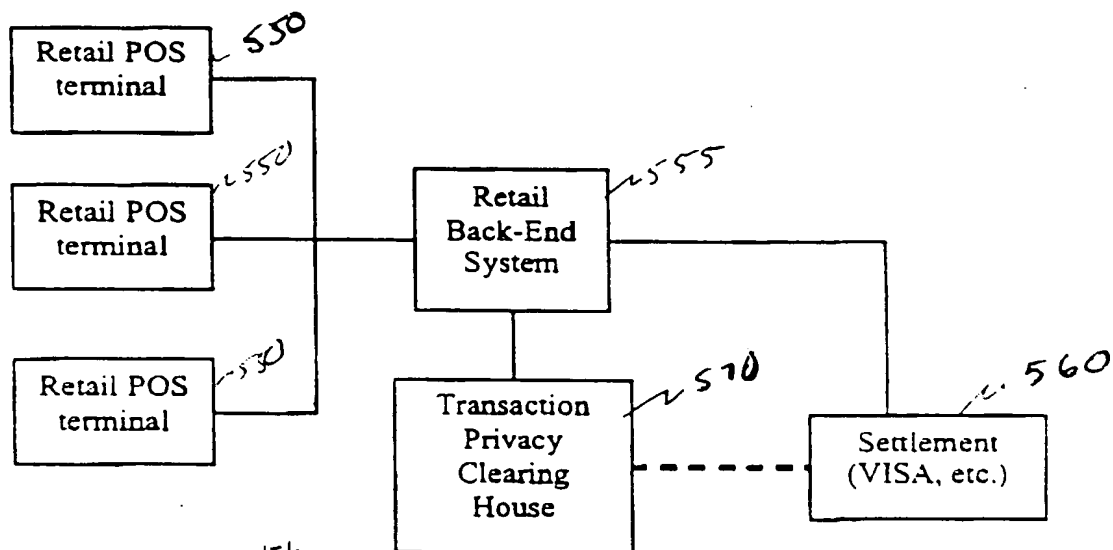 Retail POS
terminal
550
Retail POS
terminal
550
Retail POS
terminal
550
Retail
Back-End
System
555
Transaction
Privacy
Clearing
House
510
Settlement
(VISA, etc.)
560